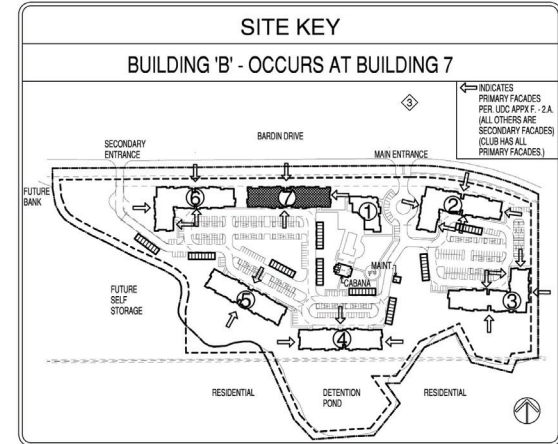 SITE KEY
BUILDING 'B' - OCCURS AT BUILDING 7
INDICATES
PRIMARY FACADES
PER. UDC APPX F. - 2.A.
(ALL OTHERS ARE
SECONDARY FACADES)
(CLUB HAS ALL
PRIMARY FACADES.)
3
BARDIN DRIVE
SECONDARY
ENTRANCE
MAIN ENTRANCE
FUTURE
BANK
6
7
1
2
MAINT.
CABANA
FUTURE
SELF
STORAGE
5
3
4
RESIDENTIAL
DETENTION
POND
RESIDENTIAL